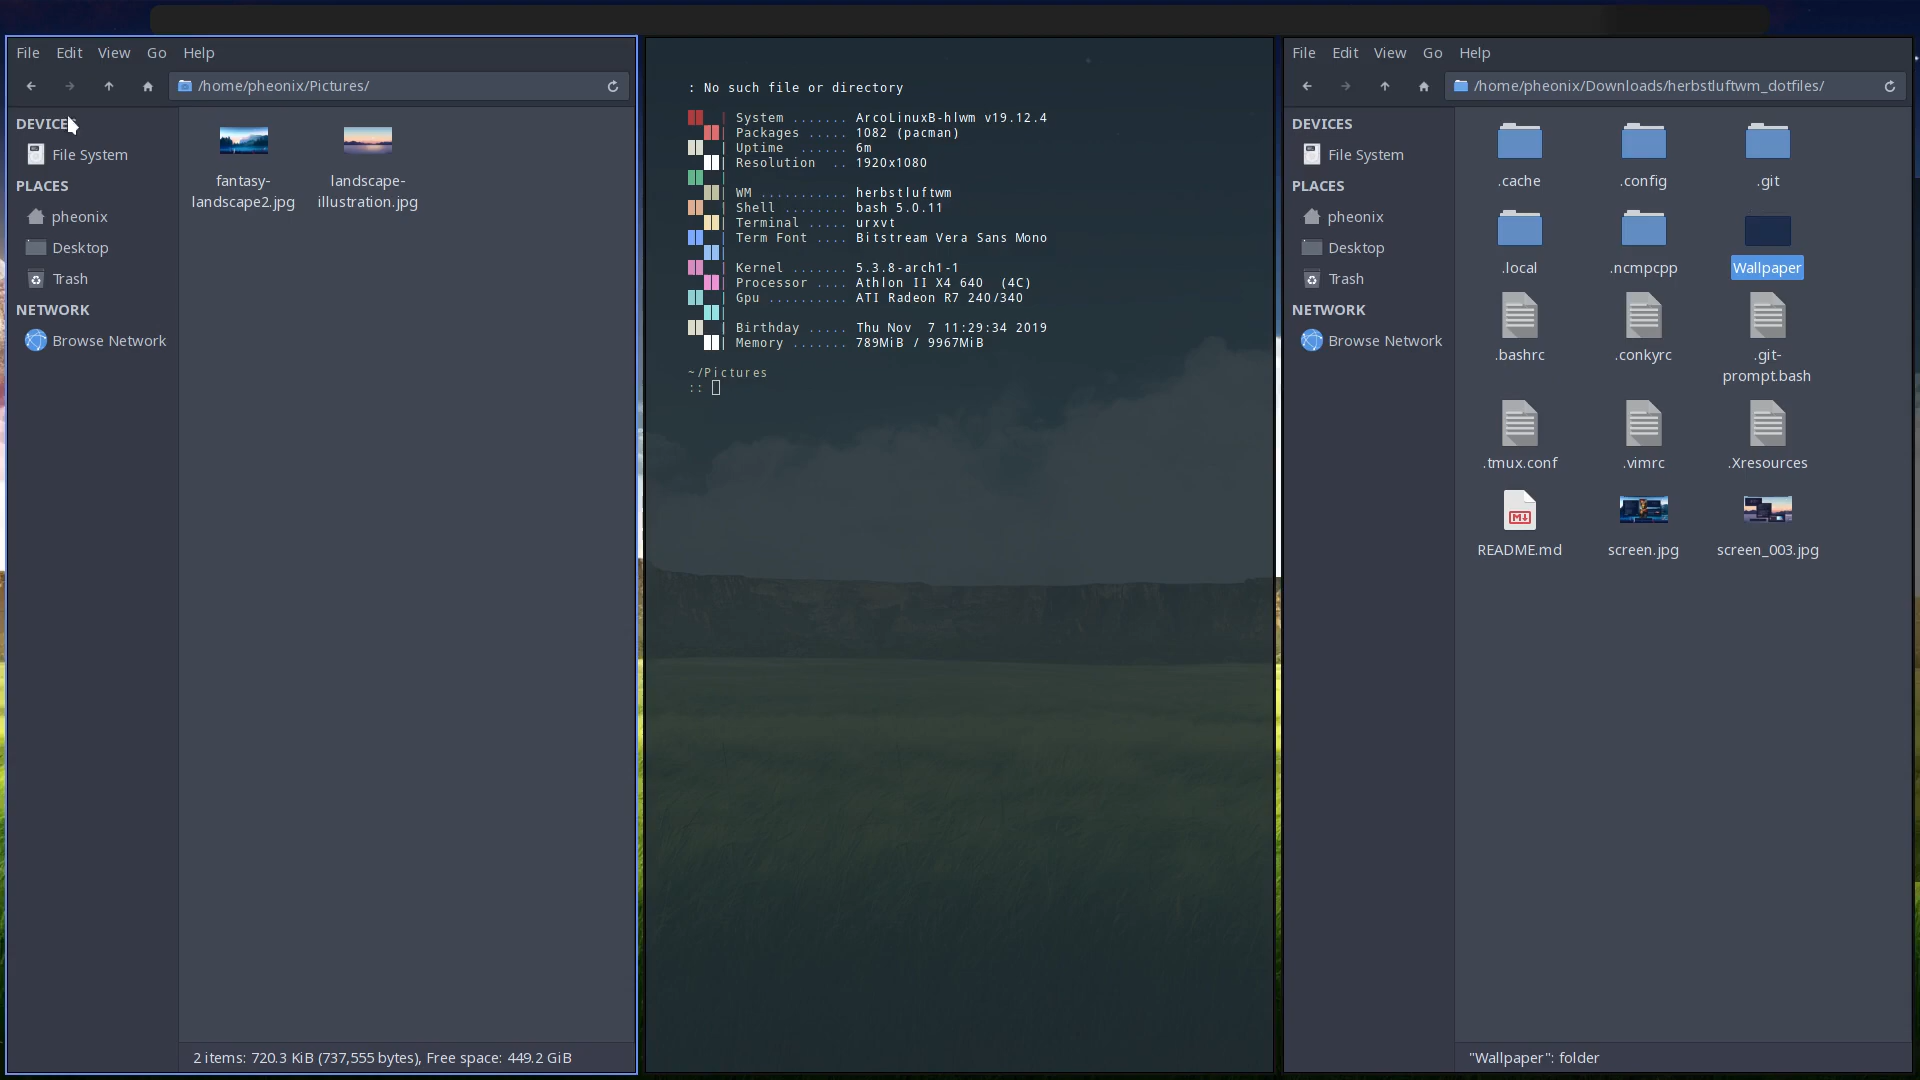 File Edit View Go Help
/home/pheonix/Pictures/
DEVICES
File System
PLACES
pheonix
Desktop
Trash
NETWORK
Browse Network
fantasy-
landscape2.jpg
landscape-
illustration.jpg
2 items: 720.3 KiB (737,555 bytes), Free space: 449.2 GiB
: No such file or directory
| System ....... ArcoLinuxB-hlwm v19.12.4
| Packages ..... 1082 (pacman)
| Uptime ...... 6m
| Resolution .. 1920x1080
|
| WM ........... herbstluftwm
| Shell ........ bash 5.0.11
| Terminal ..... urxvt
| Term Font .... Bitstream Vera Sans Mono
|
| Kernel ....... 5.3.8-arch1-1
| Processor .... Athlon II X4 640 (4C)
| Gpu .......... ATI Radeon R7 240/340
|
| Birthday ..... Thu Nov 7 11:29:34 2019
| Memory ....... 789MiB / 9967MiB
~/Pictures
::
File Edit View Go Help
/home/pheonix/Downloads/herbstluftwm_dotfiles/
DEVICES
File System
PLACES
pheonix
Desktop
Trash
NETWORK
Browse Network
.cache
.config
.git
.local
.ncmpcpp
Wallpaper
.bashrc
.conkyrc
.git-
prompt.bash
.tmux.conf
.vimrc
.Xresources
README.md
screen.jpg
screen_003.jpg
"Wallpaper": folder